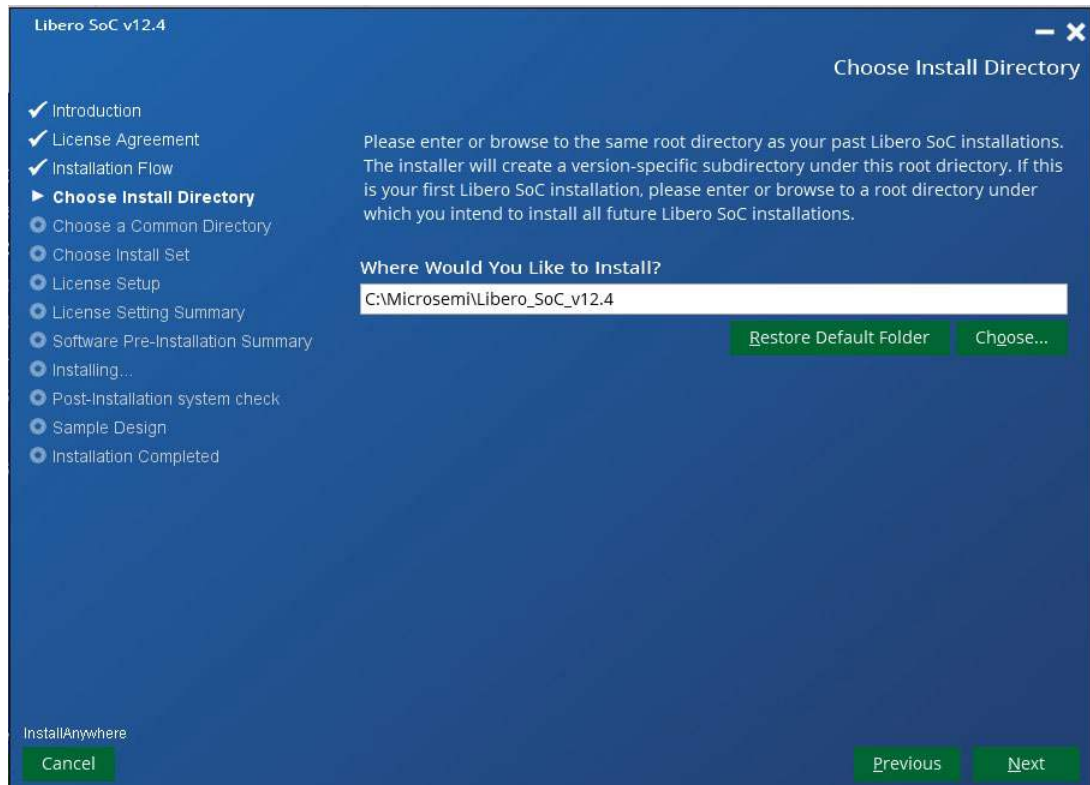 Libero SoC v12.4
Choose Install Directory
Introduction
License Agreement
Installation Flow
Choose Install Directory
Choose a Common Directory
Choose Install Set
License Setup
License Setting Summary
Software Pre-Installation Summary
Installing...
Post-Installation system check
Sample Design
Installation Completed
Please enter or browse to the same root directory as your past Libero SoC installations.
The installer will create a version-specific subdirectory under this root driectory. If this
is your first Libero SoC installation, please enter or browse to a root directory under
which you intend to install all future Libero SoC installations.
Where Would You Like to Install?
C:\Microsemi\Libero_SoC_v12.4
Restore Default Folder
Choose...
InstallAnywhere
Cancel
Previous
Next